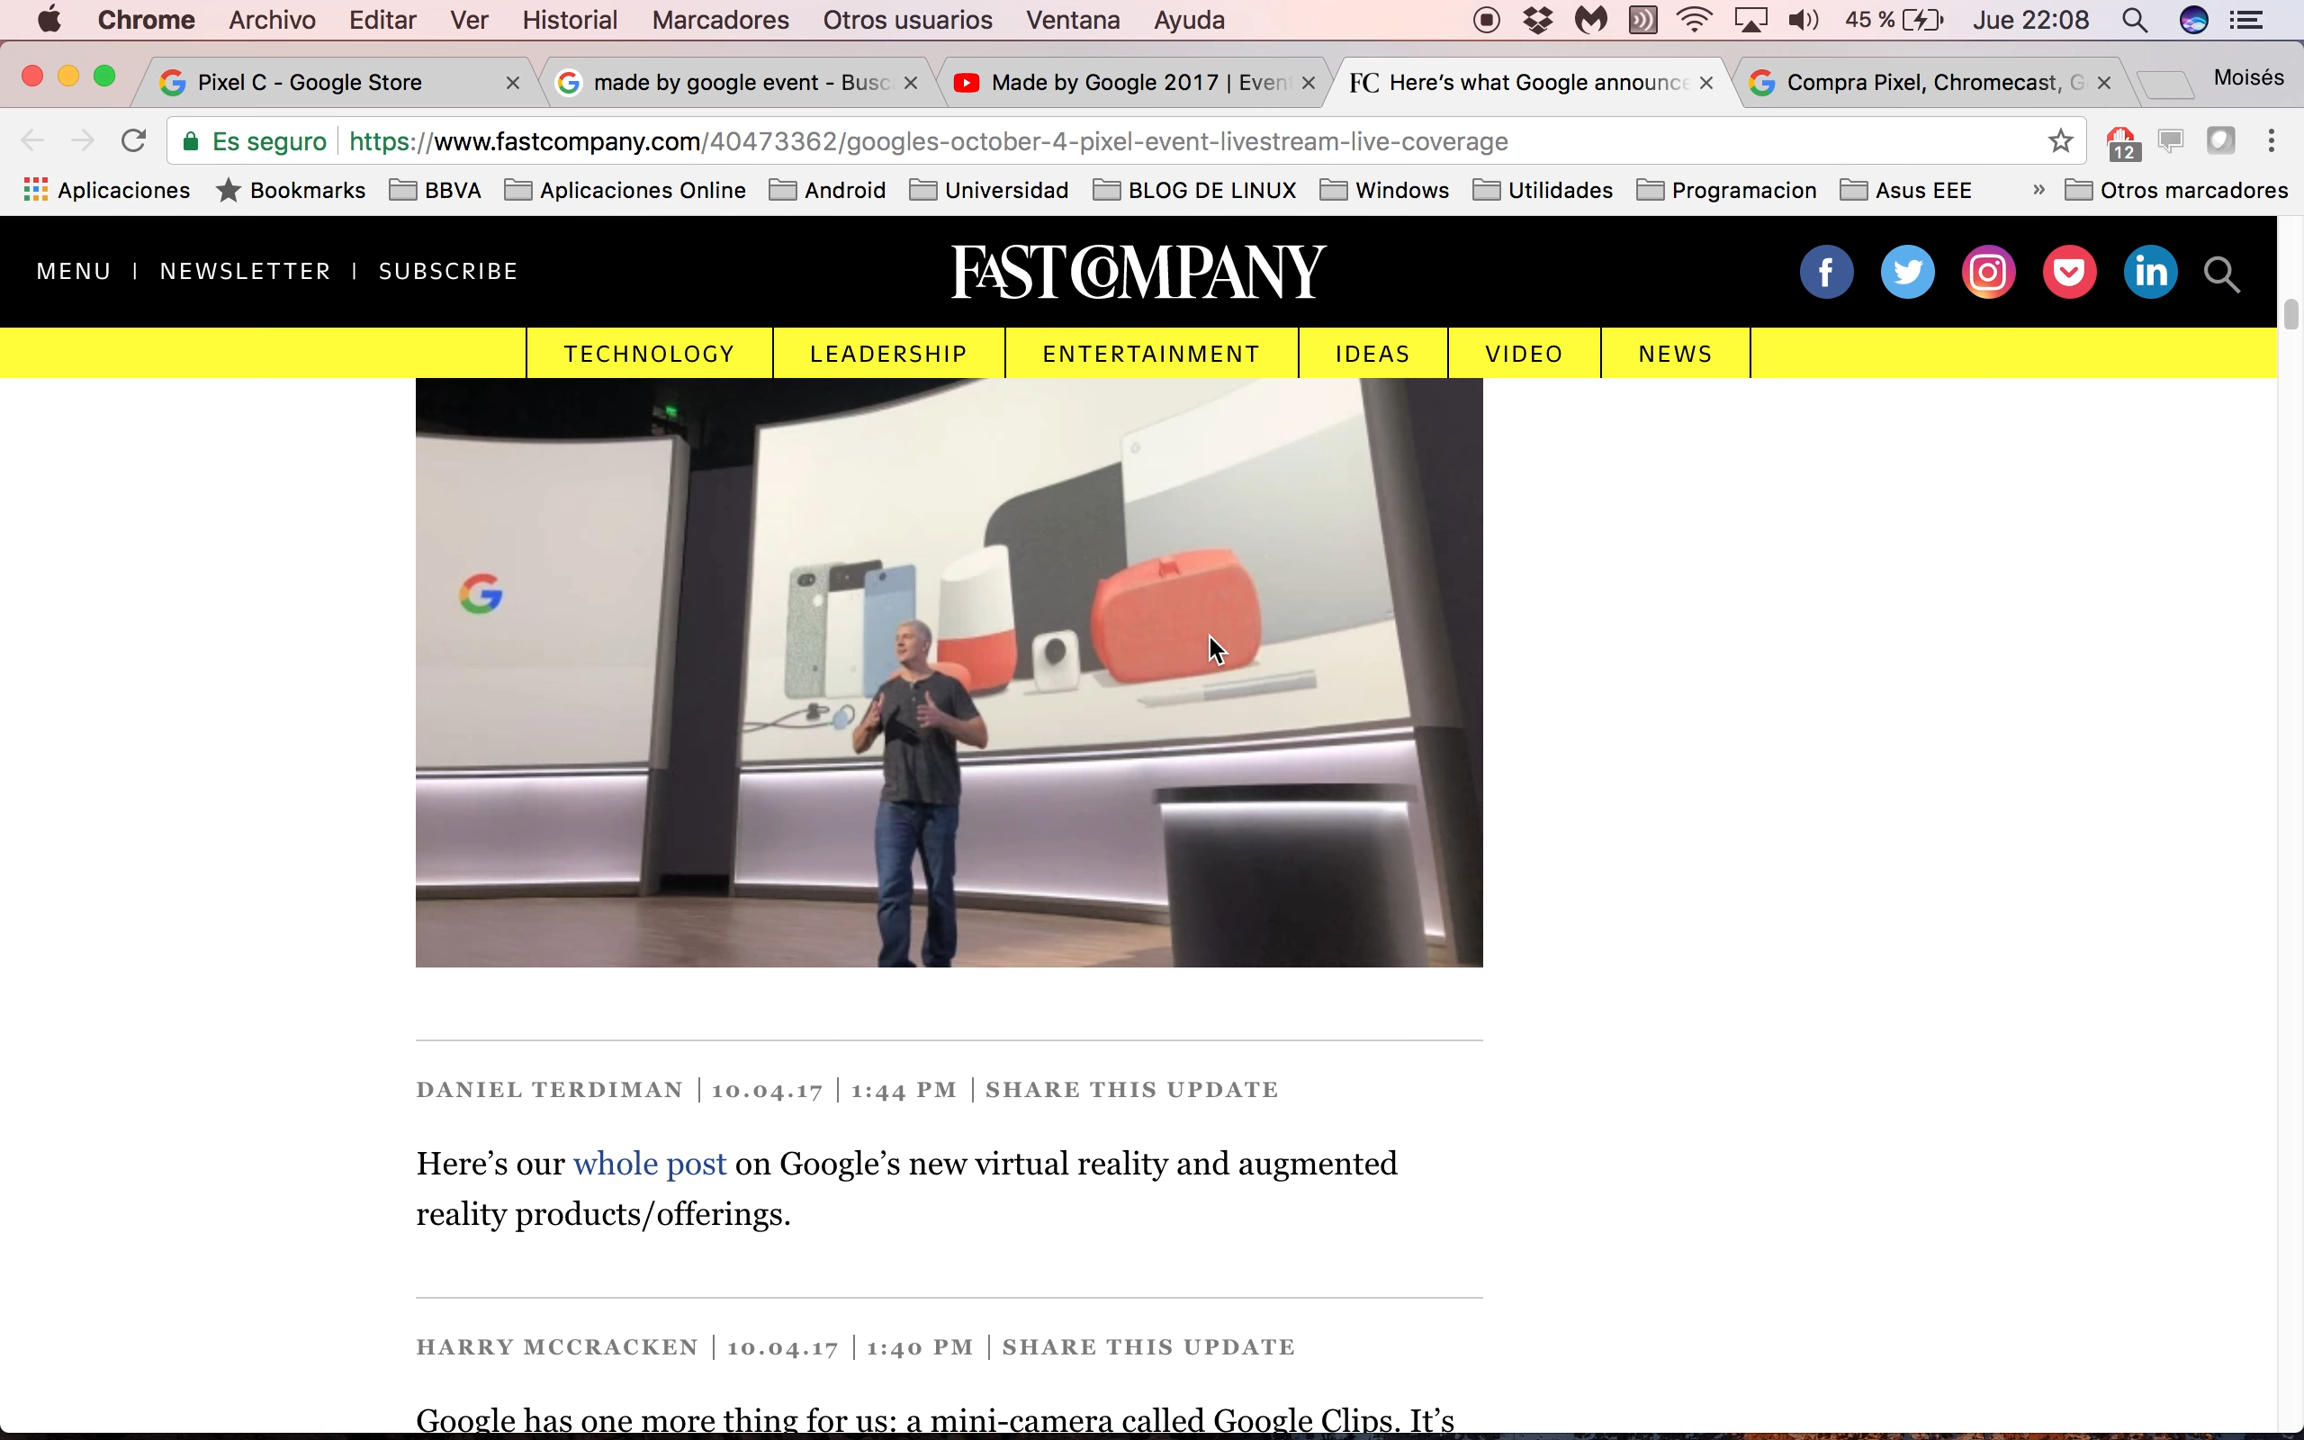 Chrome Archivo Editar Ver Historial Marcadores Otros usuarios Ventana Ayuda 45 % Jue 22:08
Pixel C - Google Store made by google event - Busc Made by Google 2017 | Even FC Here’s what Google announce Compra Pixel, Chromecast, G Moisés
Es seguro https://www.fastcompany.com/40473362/googles-october-4-pixel-event-livestream-live-coverage 12
Aplicaciones Bookmarks BBVA Aplicaciones Online Android Universidad BLOG DE LINUX Windows Utilidades Programacion Asus EEE » Otros marcadores
MENU | NEWSLETTER | SUBSCRIBE FAST COMPANY f in
TECHNOLOGY LEADERSHIP ENTERTAINMENT IDEAS VIDEO NEWS
G
DANIEL TERDIMAN | 10.04.17 | 1:44 PM | SHARE THIS UPDATE
Here’s our whole post on Google’s new virtual reality and augmented
reality products/offerings.
HARRY MCCRACKEN | 10.04.17 | 1:40 PM | SHARE THIS UPDATE
Google has one more thing for us: a mini-camera called Google Clips. It’s